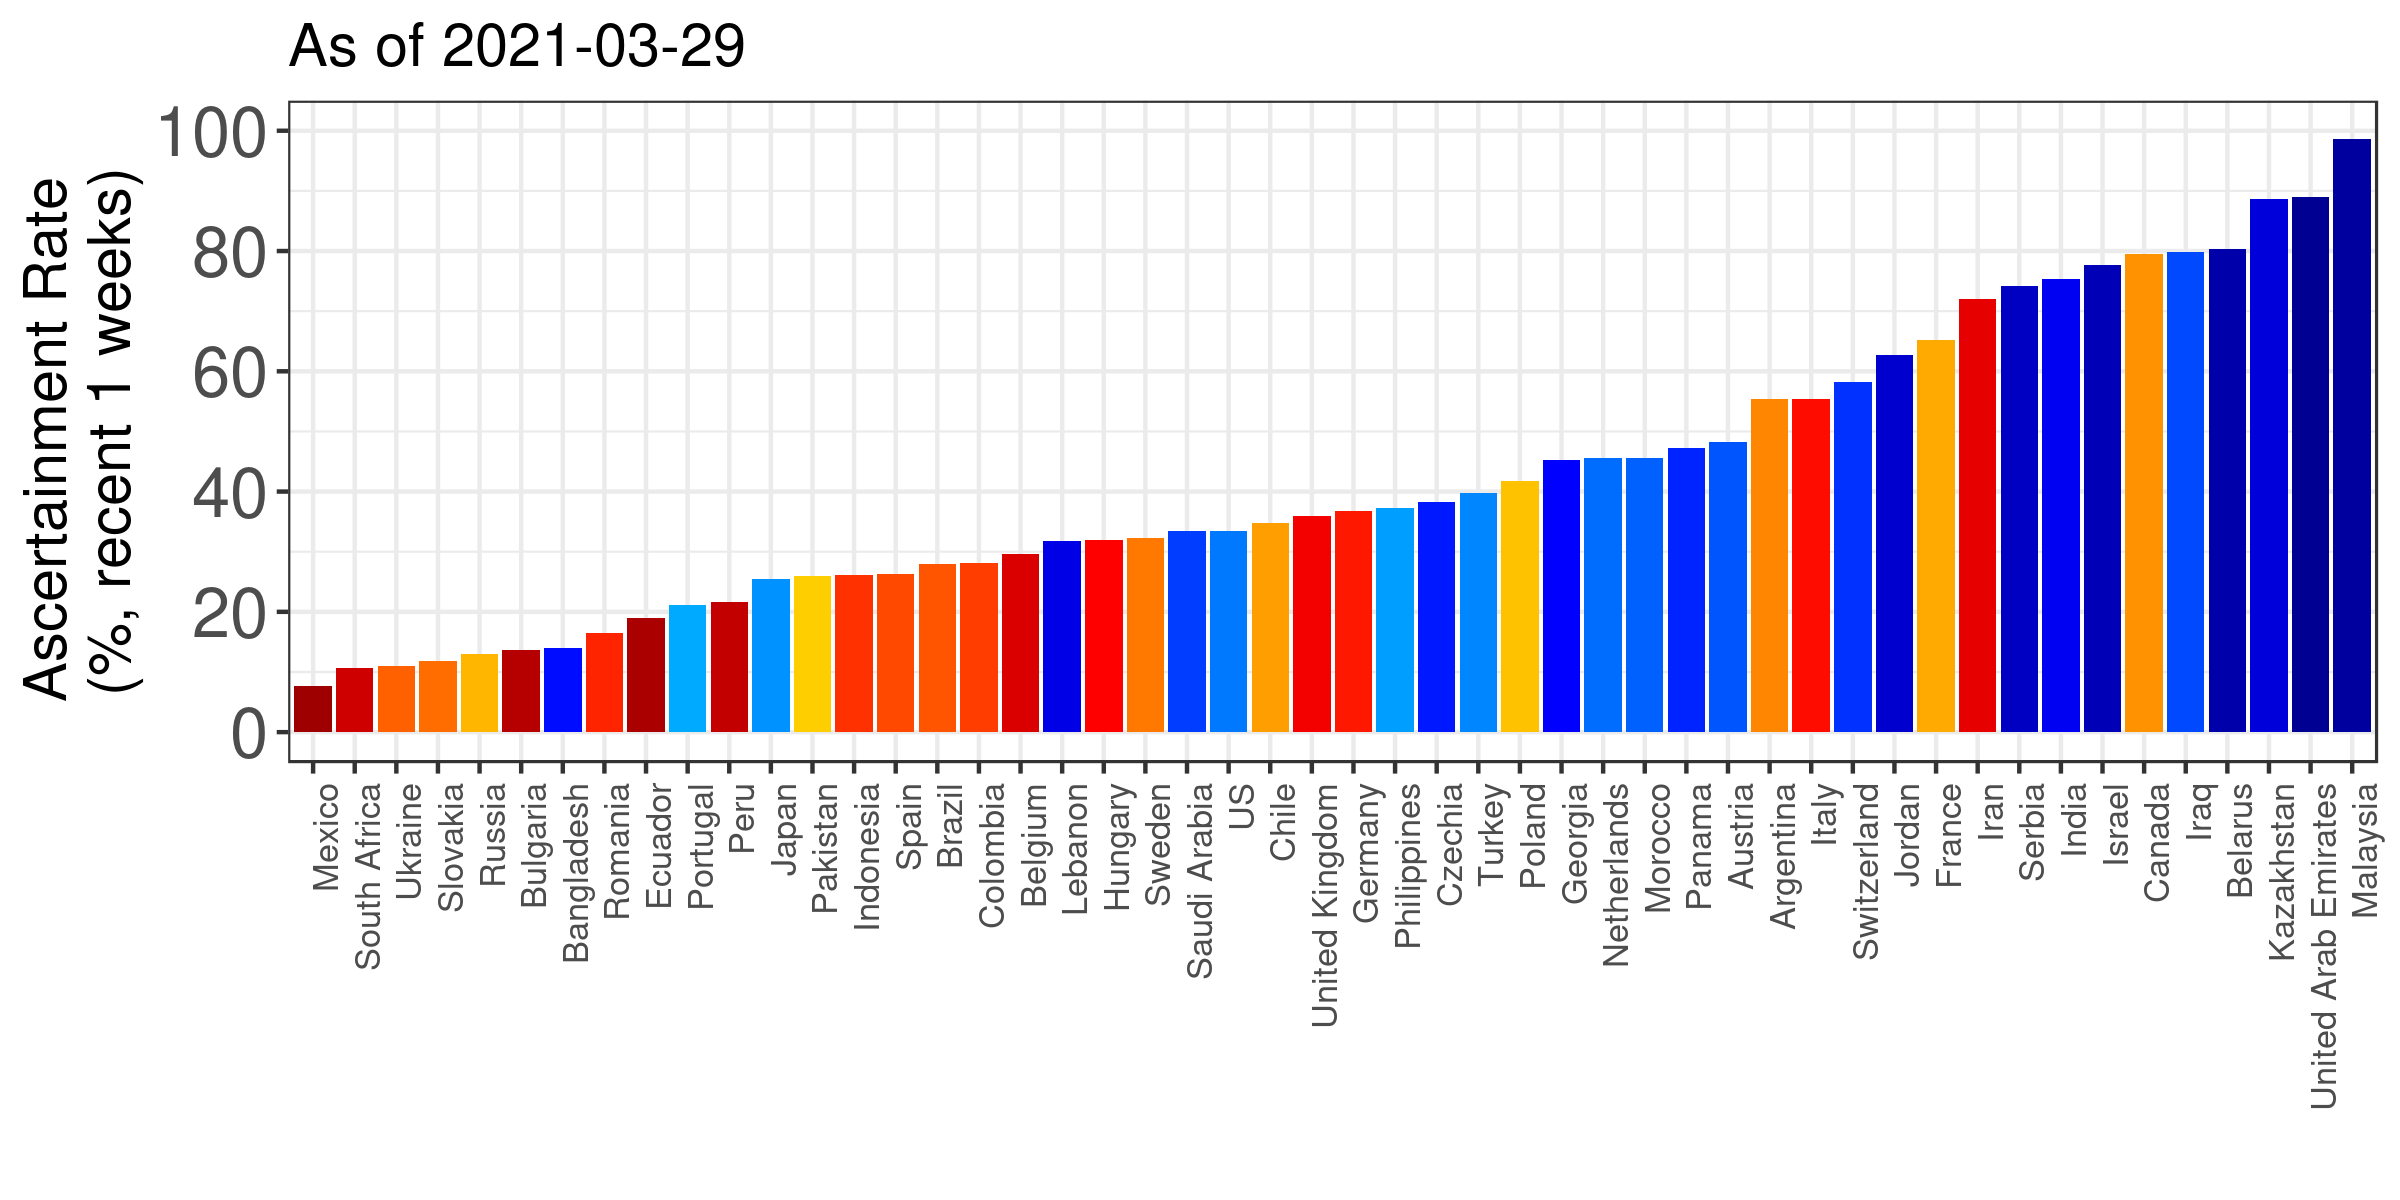 As of 2021-03-29
Ascertainment Rate
(%, recent 1 weeks)
100
80
60
40
20
0
Mexico
South Africa
Ukraine
Slovakia
Russia
Bulgaria
Bangladesh
Romania
Ecuador
Portugal
Peru
Japan
Pakistan
Indonesia
Spain
Brazil
Colombia
Belgium
Lebanon
Hungary
Sweden
Saudi Arabia
US
Chile
United Kingdom
Germany
Philippines
Czechia
Turkey
Poland
Georgia
Netherlands
Morocco
Panama
Austria
Argentina
Italy
Switzerland
Jordan
France
Iran
Serbia
India
Israel
Canada
Iraq
Belarus
Kazakhstan
United Arab Emirates
Malaysia